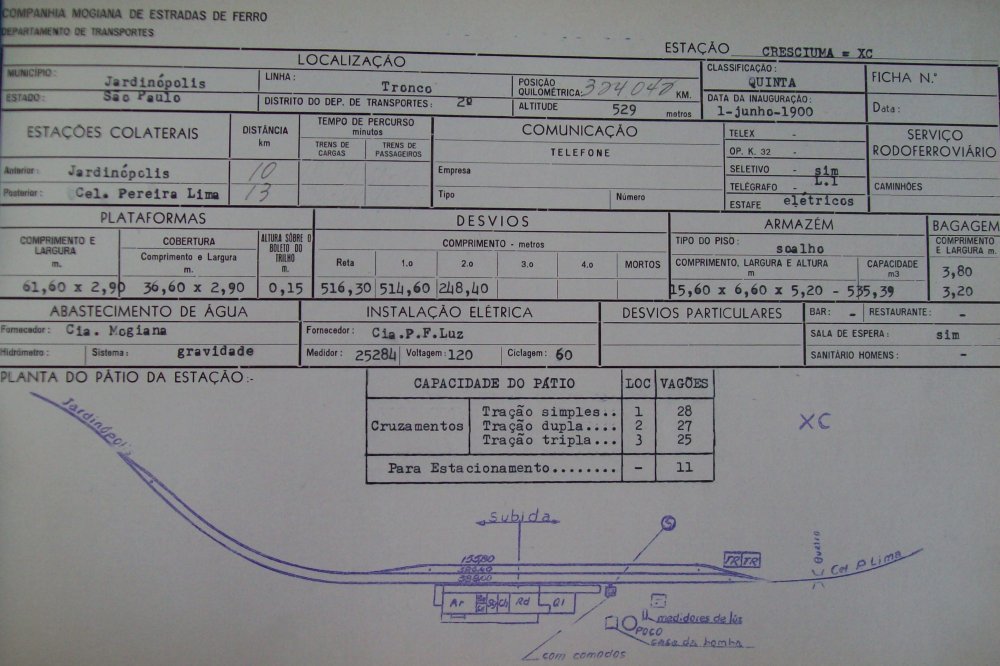 COMPANHIA MOGIANA DE ESTRADAS DE FERRO
DEPARTAMENTO DE TRANSPORTES
ESTAÇÃO CRESCIUMA = XC
LOCALIZAÇÃO
CLASSIFICAÇÃO:
QUINTA
FICHA N.º
MUNICÍPIO: Jardinópolis
LINHA: Tronco
POSIÇÃO QUILOMÉTRICA: KM.
ESTADO: São Paulo
DISTRITO DO DEP. DE TRANSPORTES: 2º
ALTITUDE 529 metros
DATA DA INAUGURAÇÃO:
1-junho-1900
Data:
ESTAÇÕES COLATERAIS
DISTÂNCIA
km
TEMPO DE PERCURSO
minutos
TRENS DE CARGAS
TRENS DE PASSAGEIROS
COMUNICAÇÃO
TELEFONE
TELEX -
OP. K. 32 -
SERVIÇO RODOFERROVIÁRIO
Anterior: Jardinópolis 10
Empresa
SELETIVO - sim
TELÉGRAFO - L.1
CAMINHÕES
Posterior: Cel. Pereira Lima 13
Tipo
Número
ESTAFE elétricos
PLATAFORMAS
DESVIOS
ARMAZÉM
BAGAGEM
COMPRIMENTO E LARGURA
m.
COBERTURA
Comprimento e Largura
m.
ALTURA SÔBRE O BOLETO DO TRILHO
m.
COMPRIMENTO - metros
Reta 1.o 2.o 3.o 4.o MORTOS
TIPO DO PISO: soalho
COMPRIMENTO, LARGURA E ALTURA
m
CAPACIDADE
m3
COMPRIMENTO E LARGURA m.
3,80
61,60 x 2,90 36,60 x 2,90 0,15 516,30 514,60 248,40 15,60 x 6,60 x 5,20 - 535,39 3,20
ABASTECIMENTO DE ÁGUA
INSTALAÇÃO ELÉTRICA
DESVIOS PARTICULARES
BAR: - RESTAURANTE: -
Fornecedor: Cia. Mogiana
Fornecedor: Cia.P.F.Luz
SALA DE ESPERA: sim
Hidrômetro: Sistema: gravidade
Medidor: 25284 Voltagem: 120 Ciclagem: 60
SANITÁRIO HOMENS: -
PLANTA DO PÁTIO DA ESTAÇÃO:-
CAPACIDADE DO PÁTIO LOC VAGÕES
Cruzamentos
Tração simples.. 1 28
Tração dupla.... 2 27
Tração tripla... 3 25
Para Estacionamento........ - 11
XC
Jardinópolis
Subida
S
TR TR
Cel P Lima
Ar
Rd
medidores de luz
POÇO
casa da bomba
com comodos